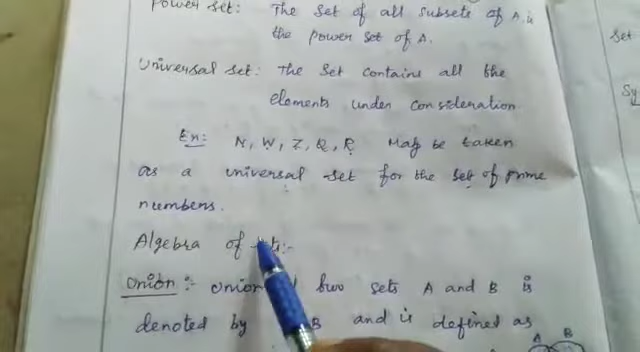 Power set: The set of all subsets of A is
the power set of A.
Universal set: The set contains all the
elements under consideration
Ex: N, W, Z, Q, R May be taken
as a universal set for the set of prime
numbers.
Algebra of
Union :- union two sets A and B is
denoted by B and is defined as
A B
Set
Sy